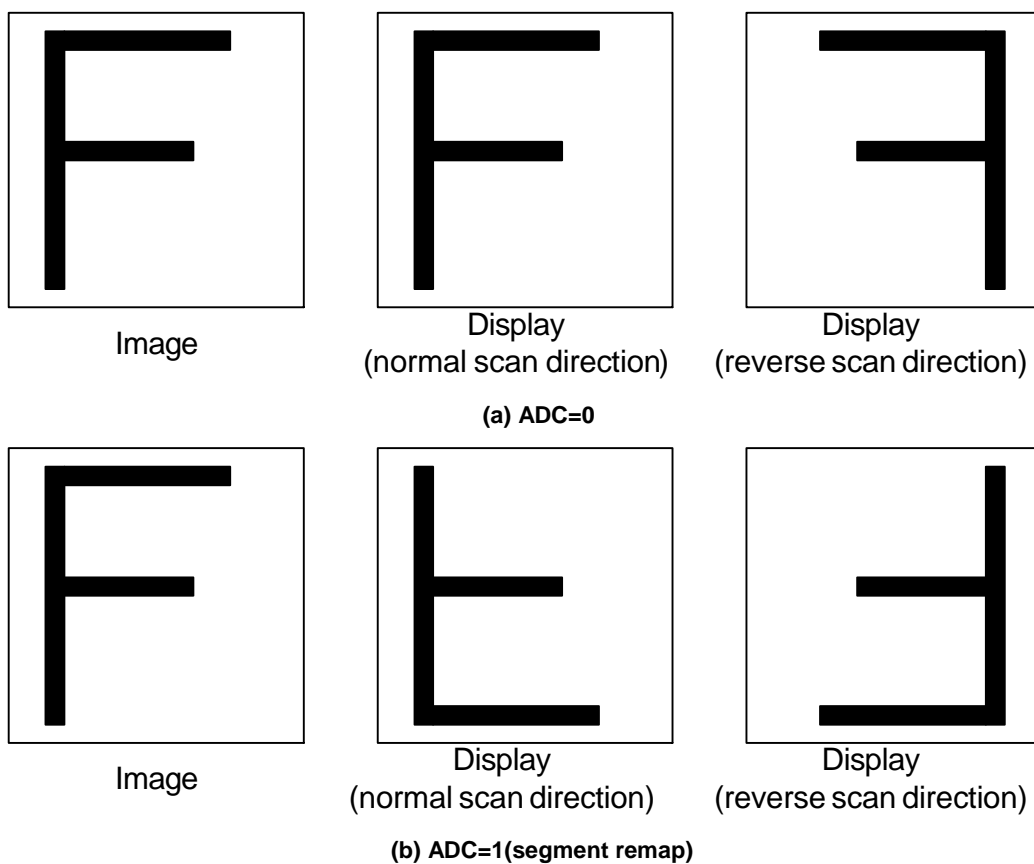 Image
Display
(normal scan direction)
Display
(reverse scan direction)
(a) ADC=0
Image
Display
(normal scan direction)
Display
(reverse scan direction)
(b) ADC=1(segment remap)